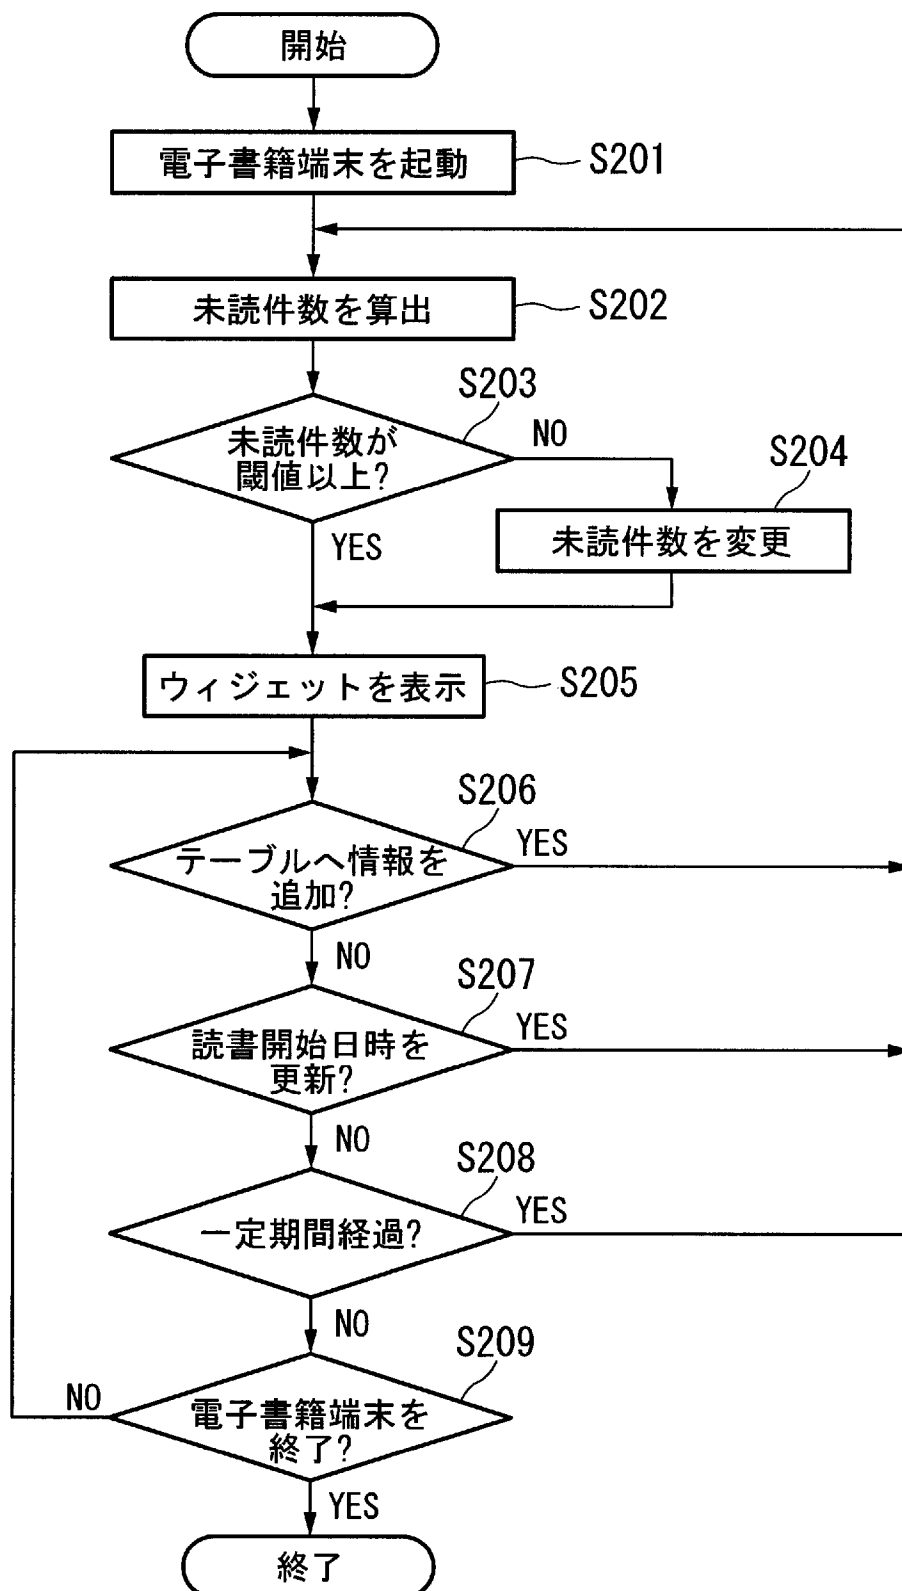 開始
電子書籍端末を起動
S201
未読件数を算出
S202
S203
未読件数が
閾値以上?
NO
S204
未読件数を変更
YES
ウィジェットを表示
S205
S206
テーブルへ情報を
追加?
YES
NO
S207
読書開始日時を
更新?
YES
NO
S208
一定期間経過?
YES
NO
S209
電子書籍端末を
終了?
NO
YES
終了